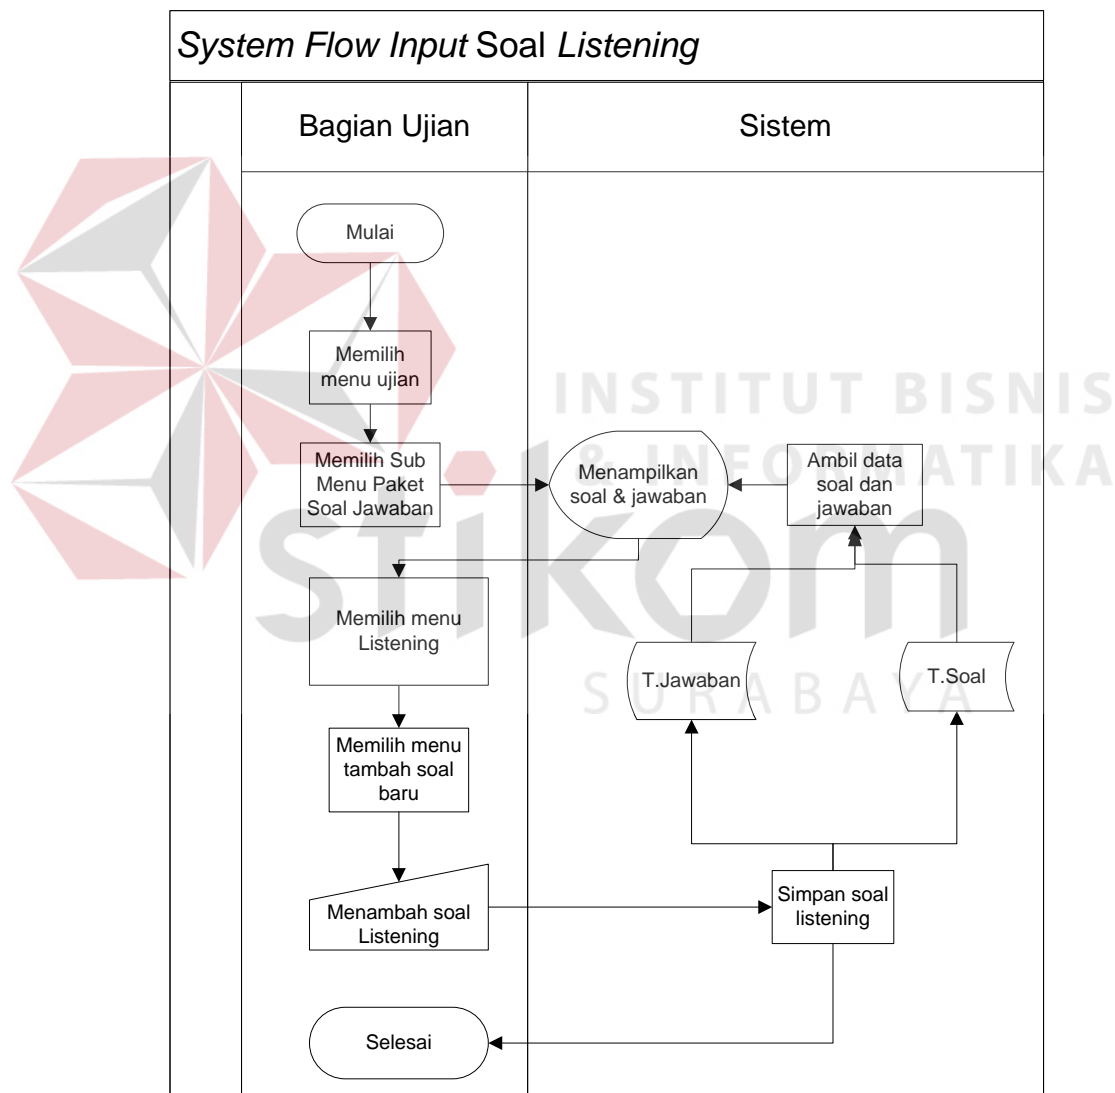 System Flow Input Soal Listening
Bagian Ujian
Sistem
Mulai
Memilih
menu ujian
INSTITUT BISNIS
& INFORMATIKA
Memilih Sub
Menu Paket
Soal Jawaban
Menampilkan
soal & jawaban
Ambil data
soal dan
jawaban
stikom
Memilih menu
Listening
T.Jawaban
T.Soal
SURABAYA
Memilih menu
tambah soal
baru
Menambah soal
Listening
Simpan soal
listening
Selesai